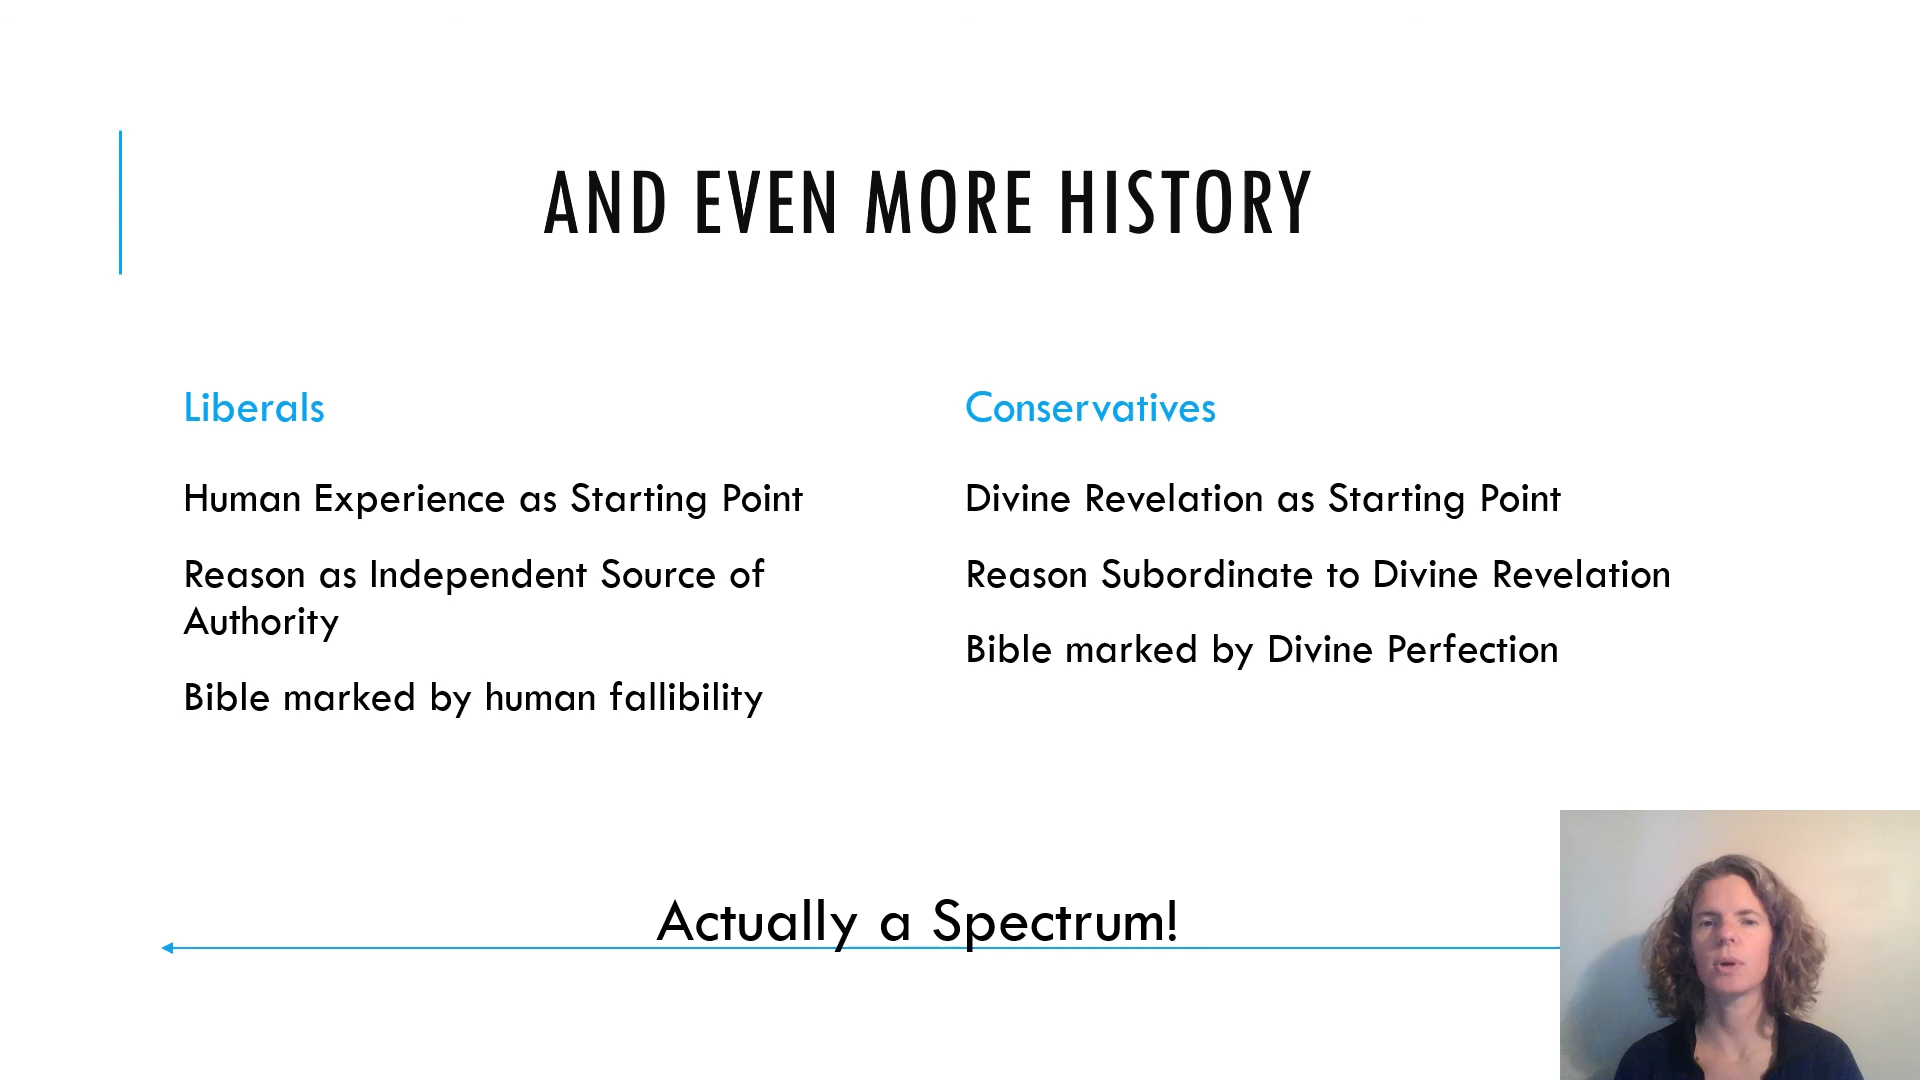 AND EVEN MORE HISTORY
Liberals
Human Experience as Starting Point
Reason as Independent Source of
Authority
Bible marked by human fallibility
Conservatives
Divine Revelation as Starting Point
Reason Subordinate to Divine Revelation
Bible marked by Divine Perfection
Actually a Spectrum!